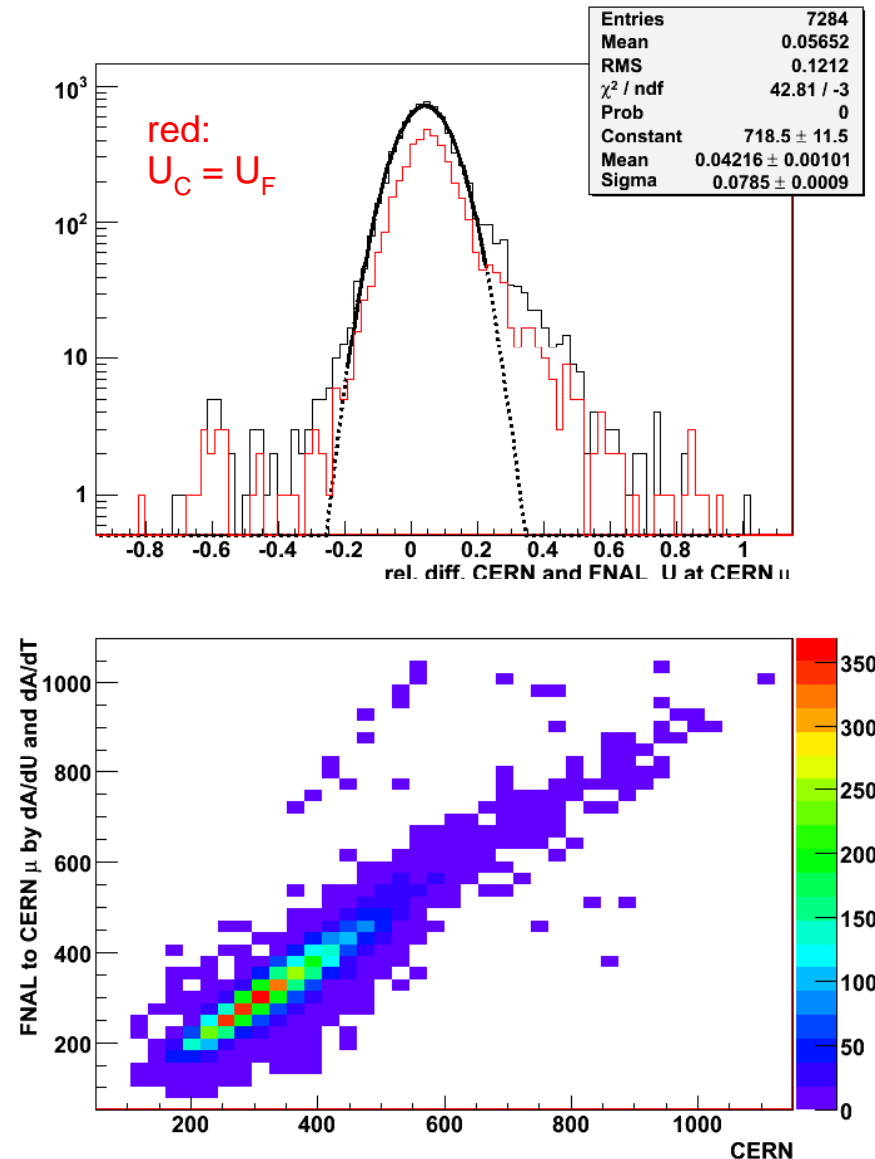 Entries 7284
Mean 0.05652
RMS 0.1212
χ² / ndf 42.81 / -3
Prob 0
Constant 718.5 ± 11.5
Mean 0.04216 ± 0.00101
Sigma 0.0785 ± 0.0009
10³
10²
10
1
red:
U_C = U_F
-0.8 -0.6 -0.4 -0.2 0 0.2 0.4 0.6 0.8 1
rel. diff. CERN and FNAL U at CERN μ
FNAL to CERN μ by dA/dU and dA/dT
1000
800
600
400
200
200 400 600 800 1000
CERN
350
300
250
200
150
100
50
0